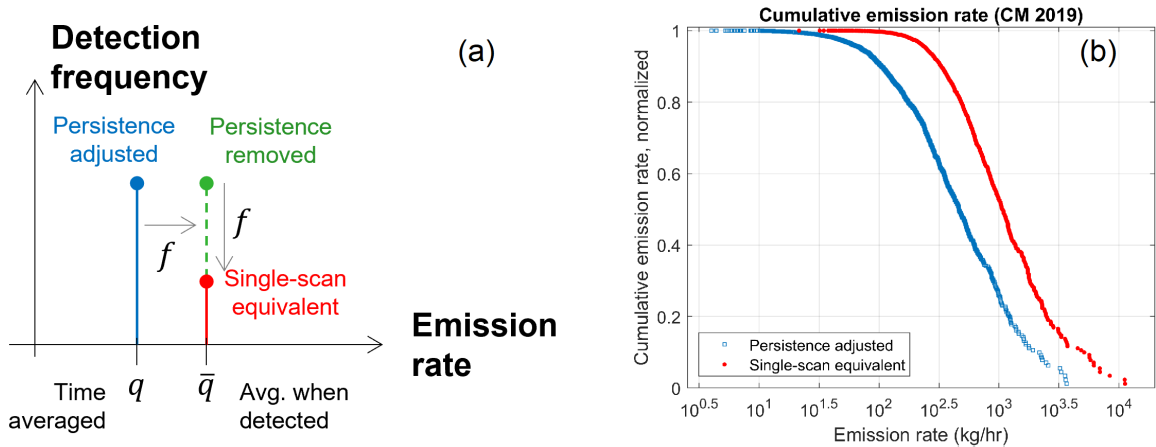 Detection
frequency
(a)
Persistence
adjusted
Persistence
removed
f
f
Single-scan
equivalent
Emission
rate
Time
averaged
q
q̄
Avg. when
detected
Cumulative emission rate (CM 2019)
(b)
Cumulative emission rate, normalized
1
0.8
0.6
0.4
0.2
0
Persistence adjusted
Single-scan equivalent
10^0.5 10^1 10^1.5 10^2 10^2.5 10^3 10^3.5 10^4
Emission rate (kg/hr)